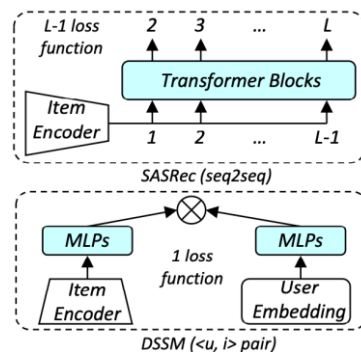 L-1 loss
function
2 3 ... L
Transformer Blocks
Item
Encoder
1 2 ... L-1
SASRec (seq2seq)
MLPs
MLPs
1 loss
function
Item
Encoder
User
Embedding
DSSM (<u, i> pair)